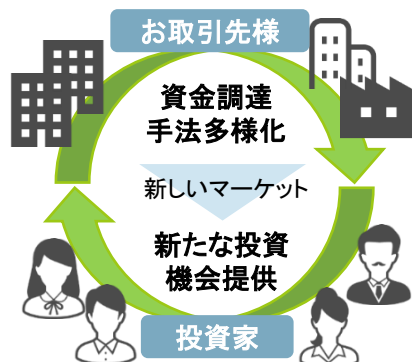 お取引先様
資金調達
手法多様化
新しいマーケット
新たな投資
機会提供
投資家